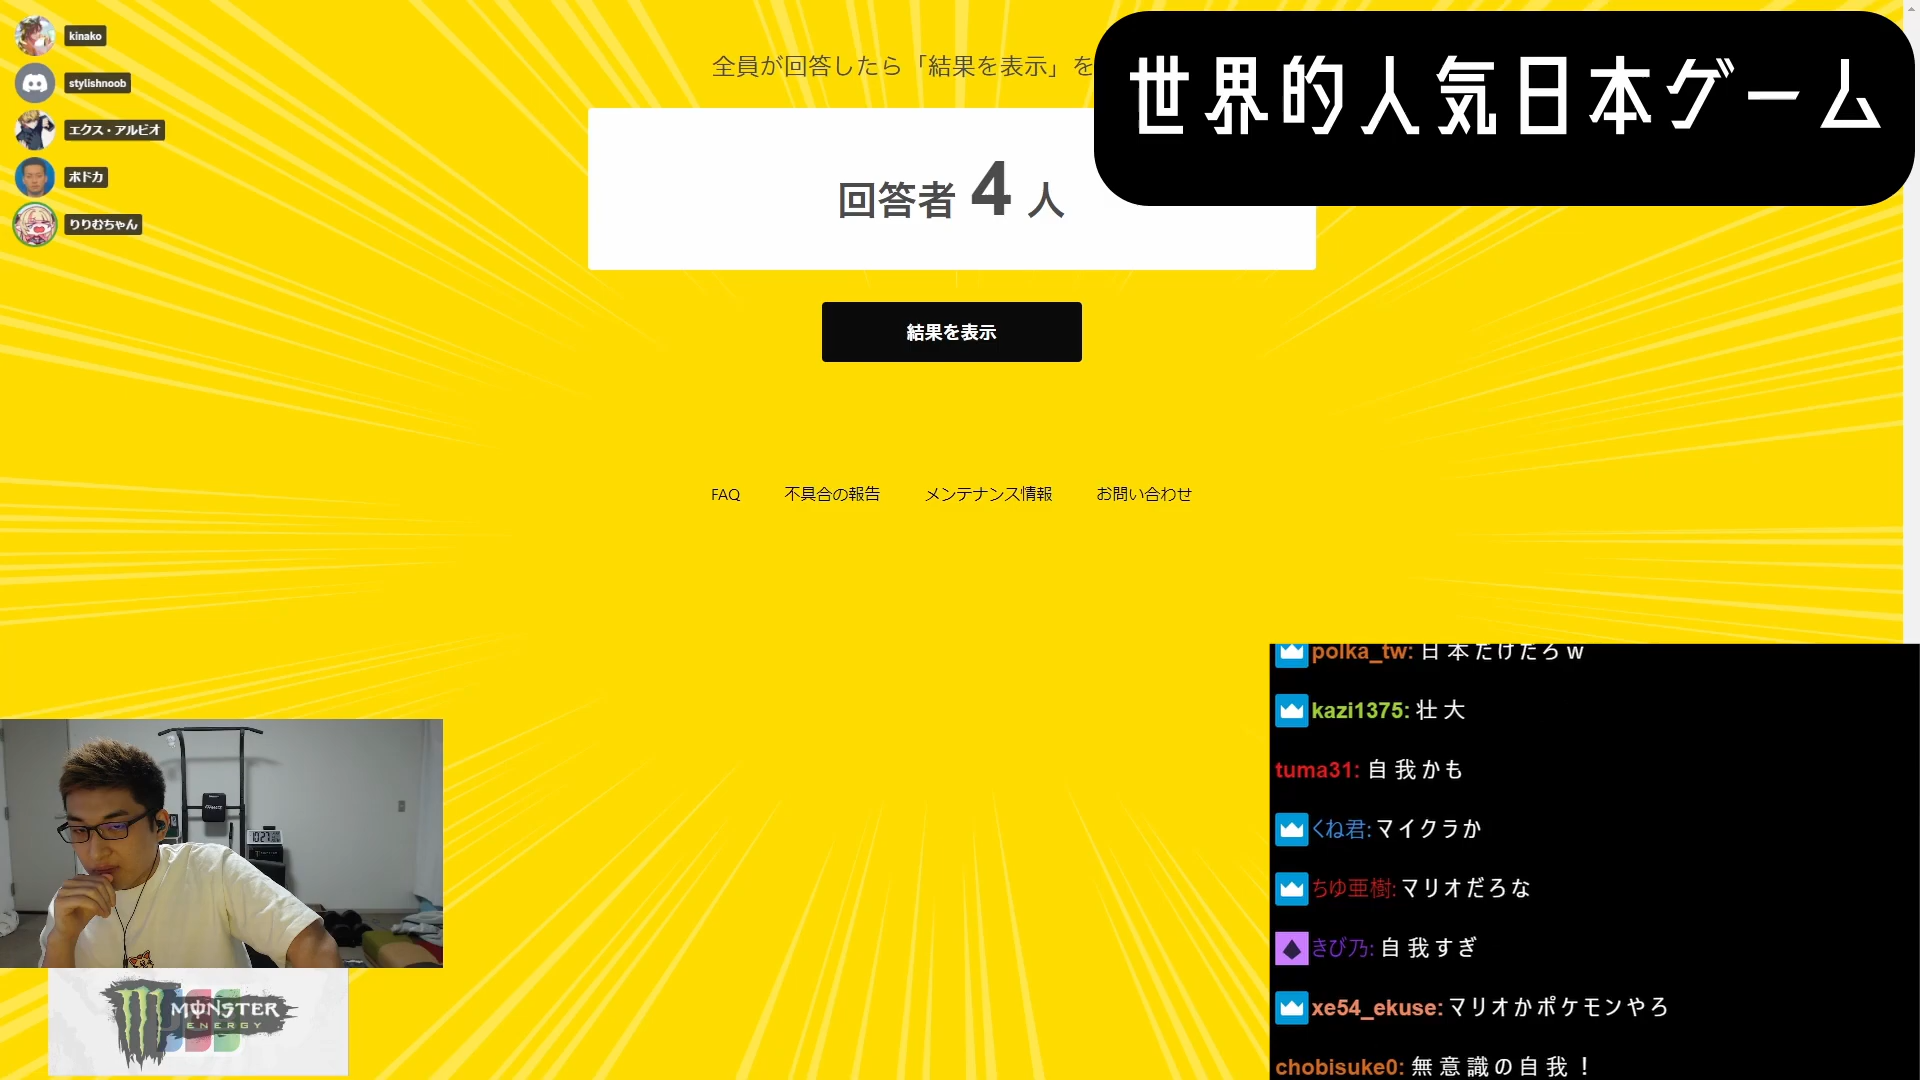 kinako
stylishnoob
エクス・アルビオ
ボドカ
りりむちゃん
全員が回答したら「結果を表示」を
世界的人気日本ゲーム
回答者 4 人
結果を表示
FAQ 不具合の報告 メンテナンス情報 お問い合わせ
polka_tw: 日本だけだろw
kazi1375: 壮大
tuma31: 自我かも
くね君: マイクラか
ちゆ亜樹: マリオだろな
きび乃: 自我すぎ
xe54_ekuse: マリオかポケモンやろ
chobisuke0: 無意識の自我！
MONSTER
ENERGY